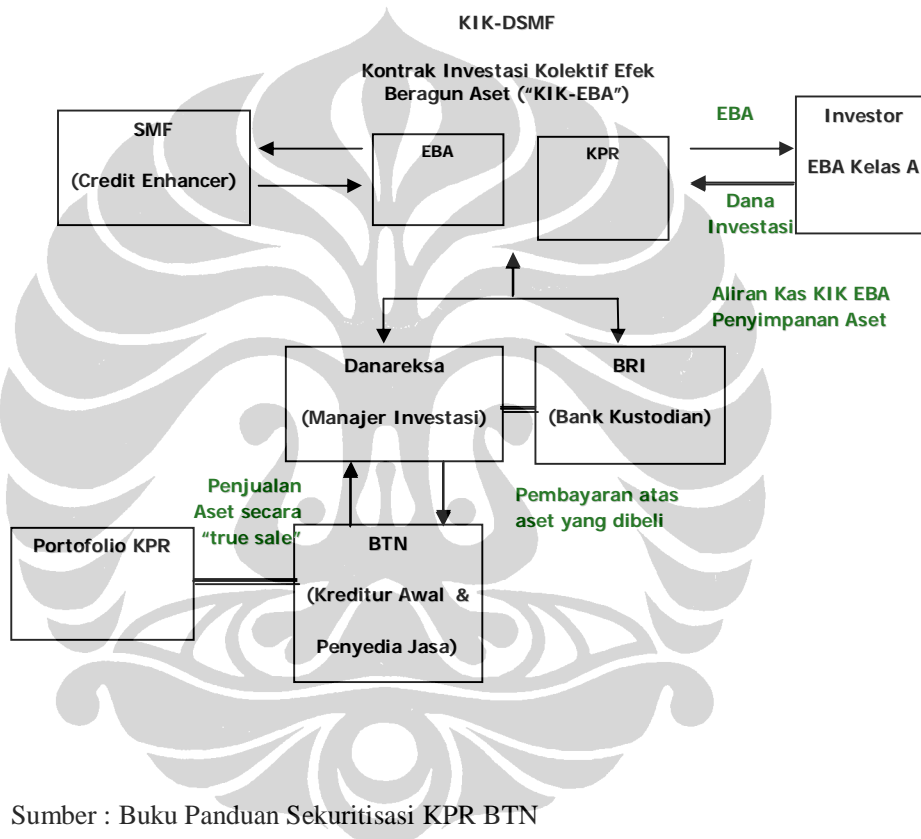 KIK-DSMF
Kontrak Investasi Kolektif Efek
Beragun Aset (“KIK-EBA”)
SMF
(Credit Enhancer)
EBA
KPR
EBA
Investor
EBA Kelas A
Dana
Investasi
Aliran Kas KIK EBA
Penyimpanan Aset
Danareksa
(Manajer Investasi)
BRI
(Bank Kustodian)
Penjualan
Aset secara
“true sale”
Pembayaran atas
aset yang dibeli
Portofolio KPR
BTN
(Kreditur Awal &
Penyedia Jasa)
Sumber : Buku Panduan Sekuritisasi KPR BTN